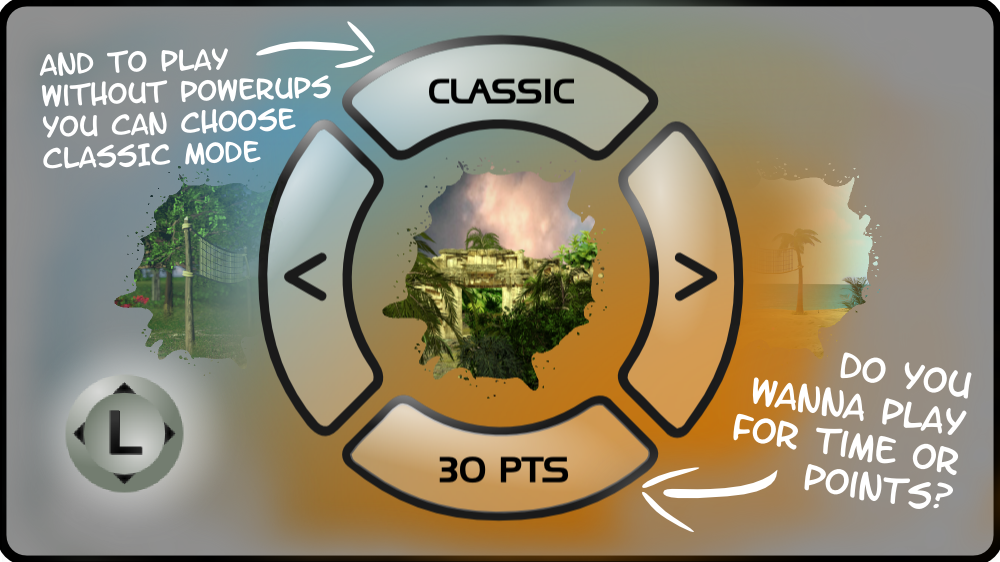 AND TO PLAY
WITHOUT POWERUPS
YOU CAN CHOOSE
CLASSIC MODE
CLASSIC
<
>
L
30 PTS
DO YOU
WANNA PLAY
FOR TIME OR
POINTS?